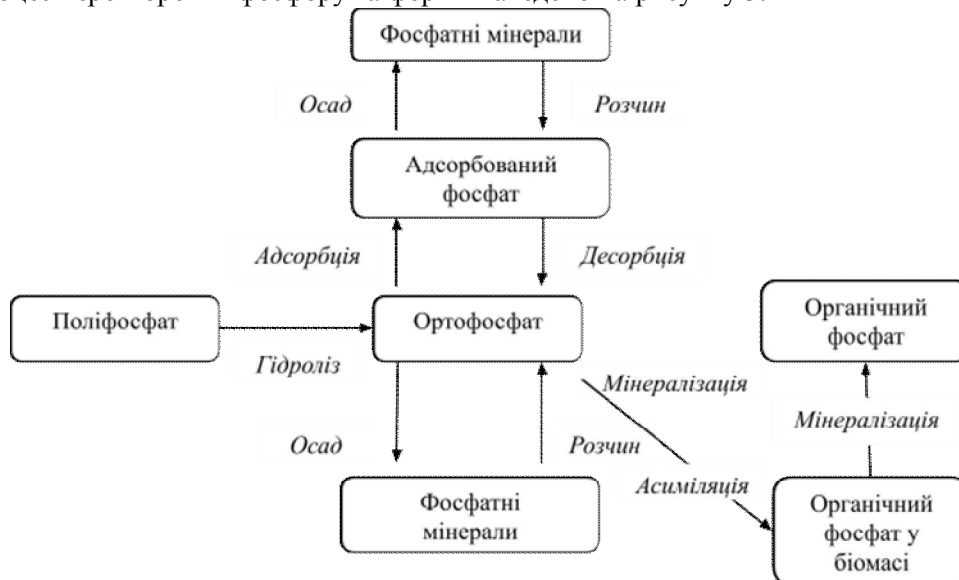 Фосфатні мінерали
Осад
Розчин
Адсорбований
фосфат
Адсорбція
Десорбція
Поліфосфат
Ортофосфат
Органічний
фосфат
Гідроліз
Мінералізація
Мінералізація
Осад
Розчин
Асиміляція
Фосфатні
мінерали
Органічний
фосфат у
біомасі